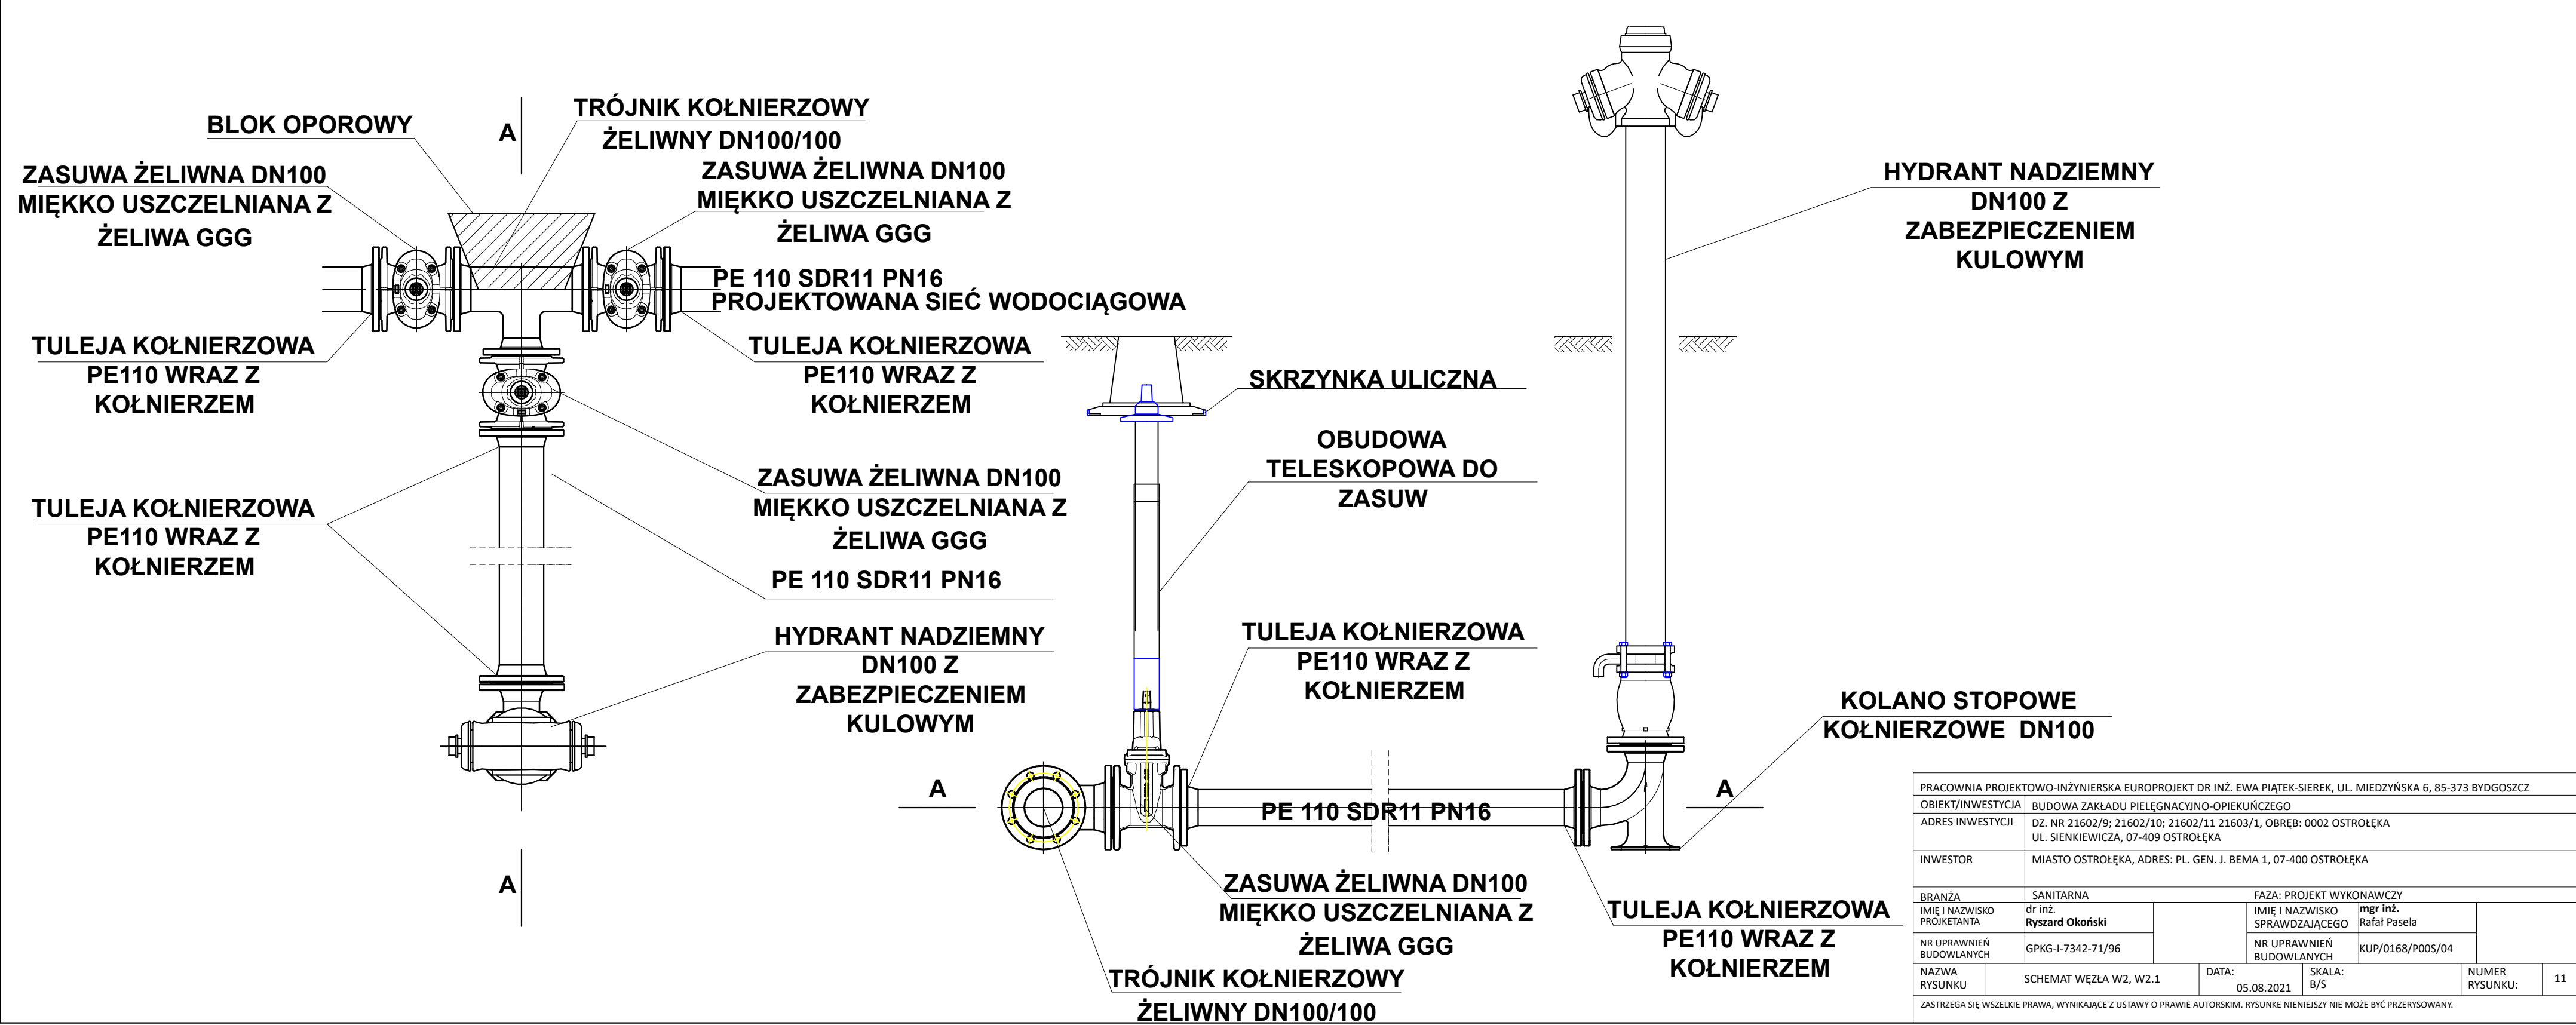 A
BLOK OPOROWY
TRÓJNIK KOŁNIERZOWY
ŻELIWNY DN100/100
ZASUWA ŻELIWNA DN100
MIĘKKO USZCZELNIANA Z
ŻELIWA GGG
ZASUWA ŻELIWNA DN100
MIĘKKO USZCZELNIANA Z
ŻELIWA GGG
PE 110 SDR11 PN16
PROJEKTOWANA SIEĆ WODOCIĄGOWA
TULEJA KOŁNIERZOWA
PE110 WRAZ Z
KOŁNIERZEM
TULEJA KOŁNIERZOWA
PE110 WRAZ Z
KOŁNIERZEM
ZASUWA ŻELIWNA DN100
MIĘKKO USZCZELNIANA Z
ŻELIWA GGG
TULEJA KOŁNIERZOWA
PE110 WRAZ Z
KOŁNIERZEM
PE 110 SDR11 PN16
HYDRANT NADZIEMNY
DN100 Z
ZABEZPIECZENIEM
KULOWYM
A
HYDRANT NADZIEMNY
DN100 Z
ZABEZPIECZENIEM
KULOWYM
SKRZYNKA ULICZNA
OBUDOWA
TELESKOPOWA DO
ZASUW
TULEJA KOŁNIERZOWA
PE110 WRAZ Z
KOŁNIERZEM
KOLANO STOPOWE
KOŁNIERZOWE DN100
A
A
PE 110 SDR11 PN16
ZASUWA ŻELIWNA DN100
MIĘKKO USZCZELNIANA Z
ŻELIWA GGG
TULEJA KOŁNIERZOWA
PE110 WRAZ Z
KOŁNIERZEM
TRÓJNIK KOŁNIERZOWY
ŻELIWNY DN100/100
PRACOWNIA PROJEKTOWO-INŻYNIERSKA EUROPROJEKT DR INŻ. EWA PIĄTEK-SIEREK, UL. MIEDZYŃSKA 6, 85-373 BYDGOSZCZ
OBIEKT/INWESTYCJA BUDOWA ZAKŁADU PIELĘGNACYJNO-OPIEKUŃCZEGO
ADRES INWESTYCJI DZ. NR 21602/9; 21602/10; 21602/11 21603/1, OBRĘB: 0002 OSTROŁĘKA
UL. SIENKIEWICZA, 07-409 OSTROŁĘKA
INWESTOR MIASTO OSTROŁĘKA, ADRES: PL. GEN. J. BEMA 1, 07-400 OSTROŁĘKA
BRANŻA SANITARNA FAZA: PROJEKT WYKONAWCZY
IMIĘ I NAZWISKO
PROJKETANTA
dr inż.
Ryszard Okoński
IMIĘ I NAZWISKO
SPRAWDZAJĄCEGO
mgr inż.
Rafał Pasela
NR UPRAWNIEŃ
BUDOWLANYCH
GPKG-I-7342-71/96
NR UPRAWNIEŃ
BUDOWLANYCH
KUP/0168/P00S/04
NAZWA
RYSUNKU
SCHEMAT WĘZŁA W2, W2.1
DATA:
05.08.2021
SKALA:
B/S
NUMER
RYSUNKU:
11
ZASTRZEGA SIĘ WSZELKIE PRAWA, WYNIKAJĄCE Z USTAWY O PRAWIE AUTORSKIM. RYSUNKE NIENIEJSZY NIE MOŻE BYĆ PRZERYSOWANY.